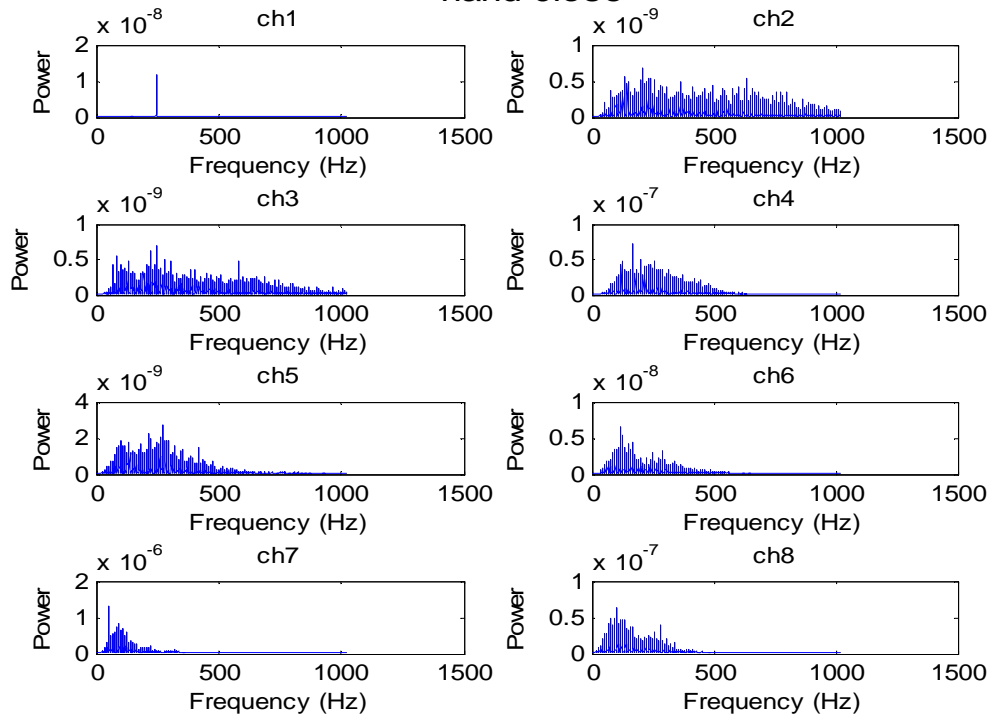 x 10^-8
ch1
2
1
0
Power
0 500 1000 1500
Frequency (Hz)
x 10^-9
ch2
1
0.5
0
Power
0 500 1000 1500
Frequency (Hz)
x 10^-9
ch3
1
0.5
0
Power
0 500 1000 1500
Frequency (Hz)
x 10^-7
ch4
1
0.5
0
Power
0 500 1000 1500
Frequency (Hz)
x 10^-9
ch5
4
2
0
Power
0 500 1000 1500
Frequency (Hz)
x 10^-8
ch6
1
0.5
0
Power
0 500 1000 1500
Frequency (Hz)
x 10^-6
ch7
2
1
0
Power
0 500 1000 1500
Frequency (Hz)
x 10^-7
ch8
1
0.5
0
Power
0 500 1000 1500
Frequency (Hz)